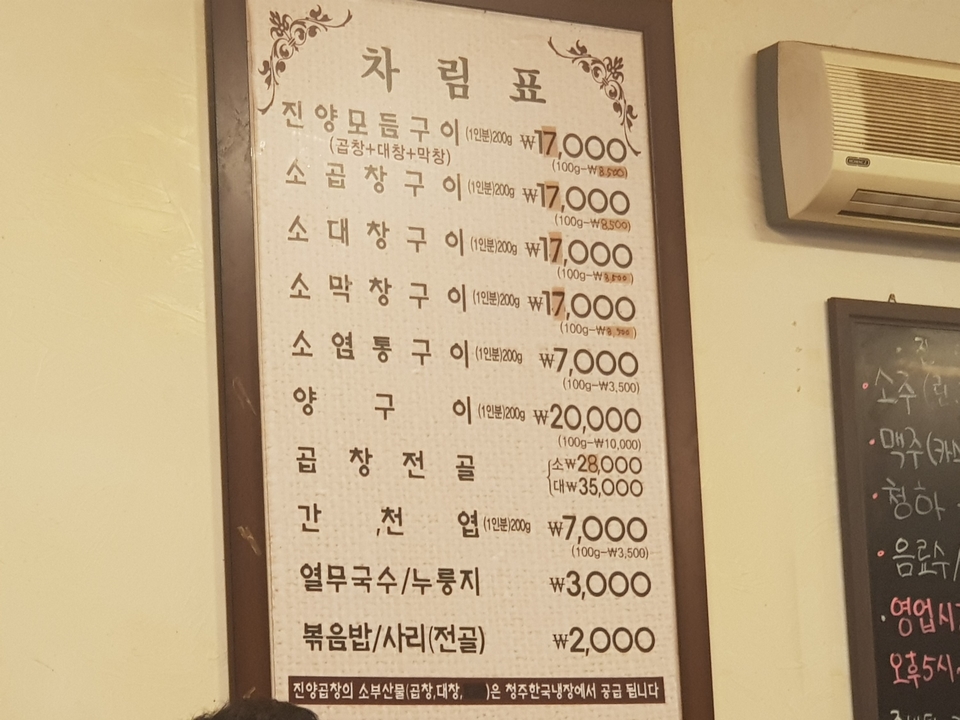 차림표
진양모듬구이(1인분)200g ₩17,000
(곱창+대창+막창) (100g-₩8,500)
소곱창구이(1인분)200g ₩17,000
(100g-₩8,500)
소대창구이(1인분)200g ₩17,000
(100g-₩8,500)
소막창구이(1인분)200g ₩17,000
(100g-₩8,500)
소염통구이(1인분)200g ₩7,000
(100g-₩3,500)
양구이(1인분)200g ₩20,000
(100g-₩10,000)
곱창전골 소₩28,000
대₩35,000
간,천엽(1인분)200g ₩7,000
(100g-₩3,500)
열무국수/누룽지 ₩3,000
볶음밥/사리(전골) ₩2,000
진양곱창의 소부산물(곱창,대창, )은 청주한국냉장에서 공급 됩니다
·소주(린
·맥주(카스
·청하
·음료수/
·영업시
오후5시~